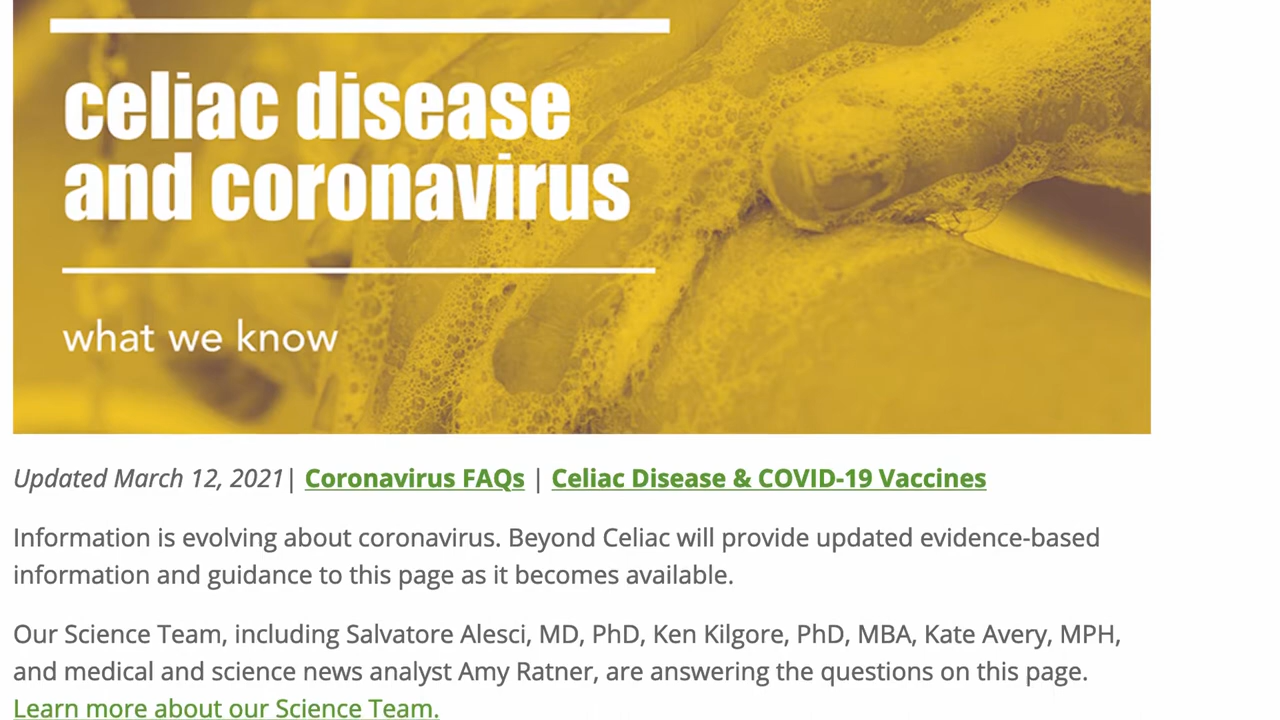 celiac disease
and coronavirus
what we know
Updated March 12, 2021| Coronavirus FAQs | Celiac Disease & COVID-19 Vaccines
Information is evolving about coronavirus. Beyond Celiac will provide updated evidence-based
information and guidance to this page as it becomes available.
Our Science Team, including Salvatore Alesci, MD, PhD, Ken Kilgore, PhD, MBA, Kate Avery, MPH,
and medical and science news analyst Amy Ratner, are answering the questions on this page.
Learn more about our Science Team.